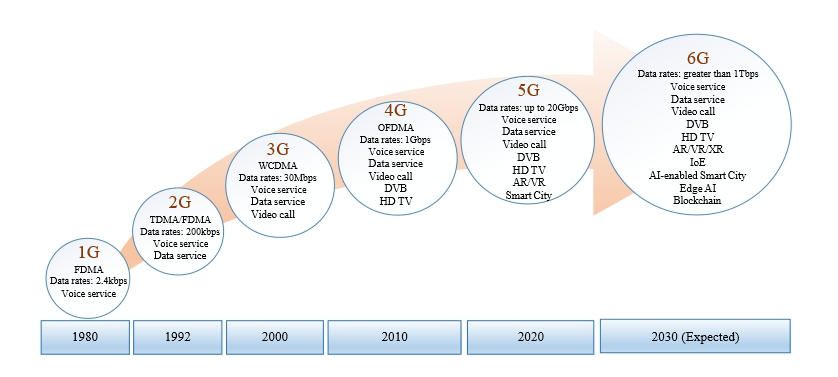 1G
FDMA
Data rates: 2.4kbps
Voice service
2G
TDMA/FDMA
Data rates: 200kbps
Voice service
Data service
3G
WCDMA
Data rates: 30Mbps
Voice service
Data service
Video call
4G
OFDMA
Data rates: 1Gbps
Voice service
Data service
Video call
DVB
HD TV
5G
Data rates: up to 20Gbps
Voice service
Data service
Video call
DVB
HD TV
AR/VR
Smart City
6G
Data rates: greater than 1Tbps
Voice service
Data service
Video call
DVB
HD TV
AR/VR/XR
IoE
AI-enabled Smart City
Edge AI
Blockchain
1980
1992
2000
2010
2020
2030 (Expected)